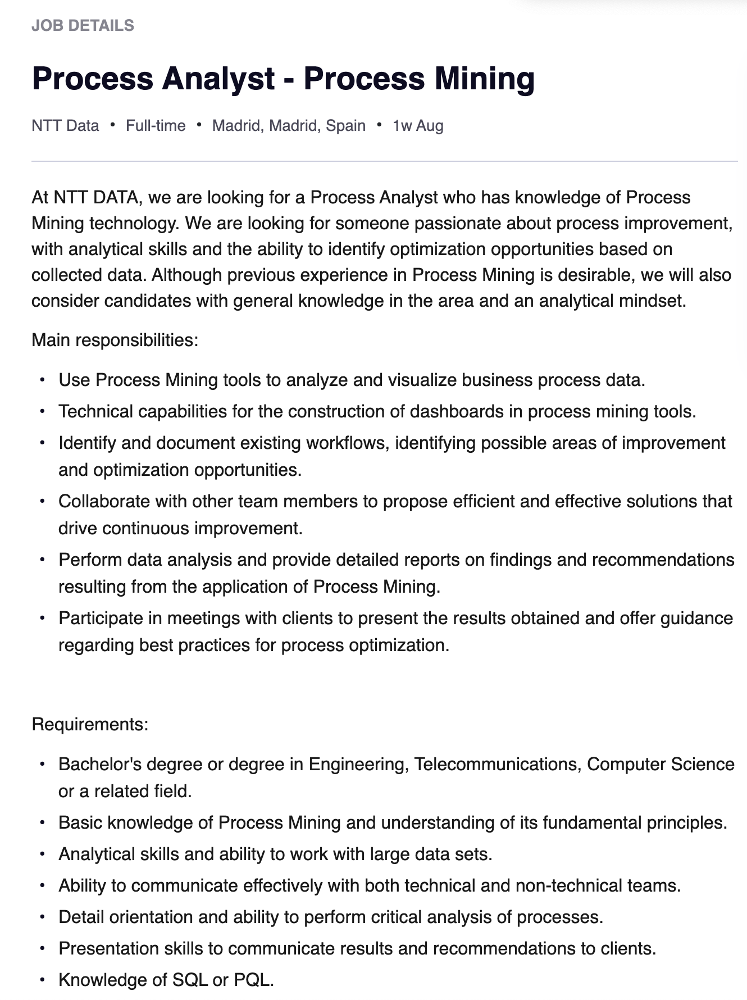 JOB DETAILS
Process Analyst - Process Mining
NTT Data • Full-time • Madrid, Madrid, Spain • 1w Aug
At NTT DATA, we are looking for a Process Analyst who has knowledge of Process
Mining technology. We are looking for someone passionate about process improvement,
with analytical skills and the ability to identify optimization opportunities based on
collected data. Although previous experience in Process Mining is desirable, we will also
consider candidates with general knowledge in the area and an analytical mindset.
Main responsibilities:
• Use Process Mining tools to analyze and visualize business process data.
• Technical capabilities for the construction of dashboards in process mining tools.
• Identify and document existing workflows, identifying possible areas of improvement
and optimization opportunities.
• Collaborate with other team members to propose efficient and effective solutions that
drive continuous improvement.
• Perform data analysis and provide detailed reports on findings and recommendations
resulting from the application of Process Mining.
• Participate in meetings with clients to present the results obtained and offer guidance
regarding best practices for process optimization.
Requirements:
• Bachelor's degree or degree in Engineering, Telecommunications, Computer Science
or a related field.
• Basic knowledge of Process Mining and understanding of its fundamental principles.
• Analytical skills and ability to work with large data sets.
• Ability to communicate effectively with both technical and non-technical teams.
• Detail orientation and ability to perform critical analysis of processes.
• Presentation skills to communicate results and recommendations to clients.
• Knowledge of SQL or PQL.